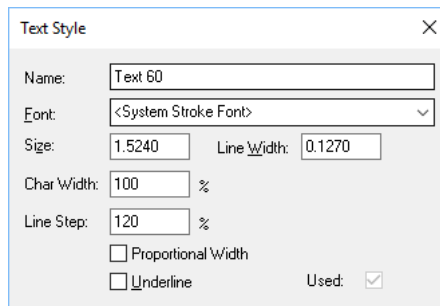 Text Style
Name: Text 60
Font: <System Stroke Font>
Size: 1.5240 Line Width: 0.1270
Char Width: 100 %
Line Step: 120 %
Proportional Width
Underline Used: